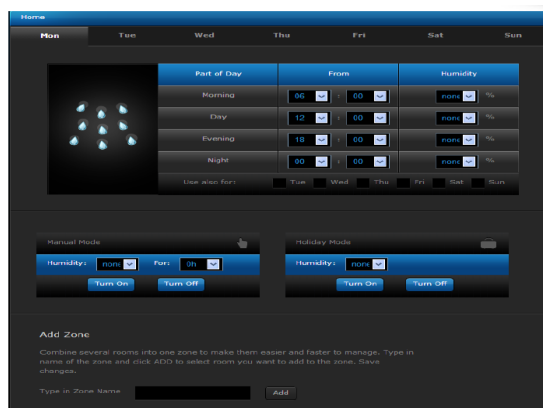 Home
Mon Tue Wed Thu Fri Sat Sun
Part of Day From Humidity
Morning 06 : 00 none %
Day 12 : 00 none %
Evening 18 : 00 none %
Night 00 : 00 none %
Use also for: Tue Wed Thu Fri Sat Sun
Manual Mode Holiday Mode
Humidity: none For: 0h Humidity: none
Turn On Turn Off Turn On Turn Off
Add Zone
Combine several rooms into one zone to make them easier and faster to manage. Type in
name of the zone and click ADD to select room you want to add to the zone. Save
changes.
Type in Zone Name Add